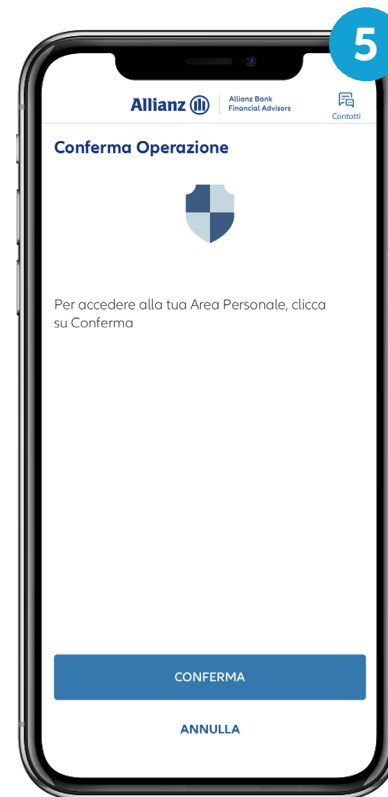 5
Allianz
Allianz Bank
Financial Advisors
Contatti
Conferma Operazione
Per accedere alla tua Area Personale, clicca
su Conferma
CONFERMA
ANNULLA